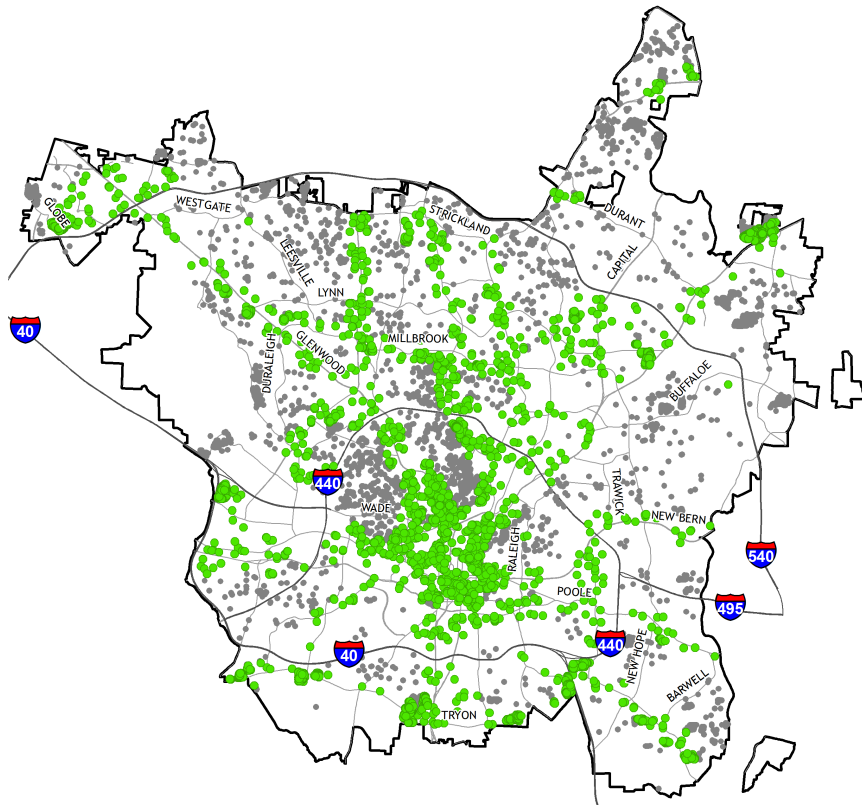 GLOBE
WESTGATE
STRICKLAND
DURANT
LEESVILLE
CAPITAL
LYNN
40
MILLBROOK
GLENWOOD
DURALEIGH
BUFFALOE
440
TRAWICK
WADE
NEW BERN
RALEIGH
540
POOLE
495
440
40
NEW HOPE
BARWELL
TRYON